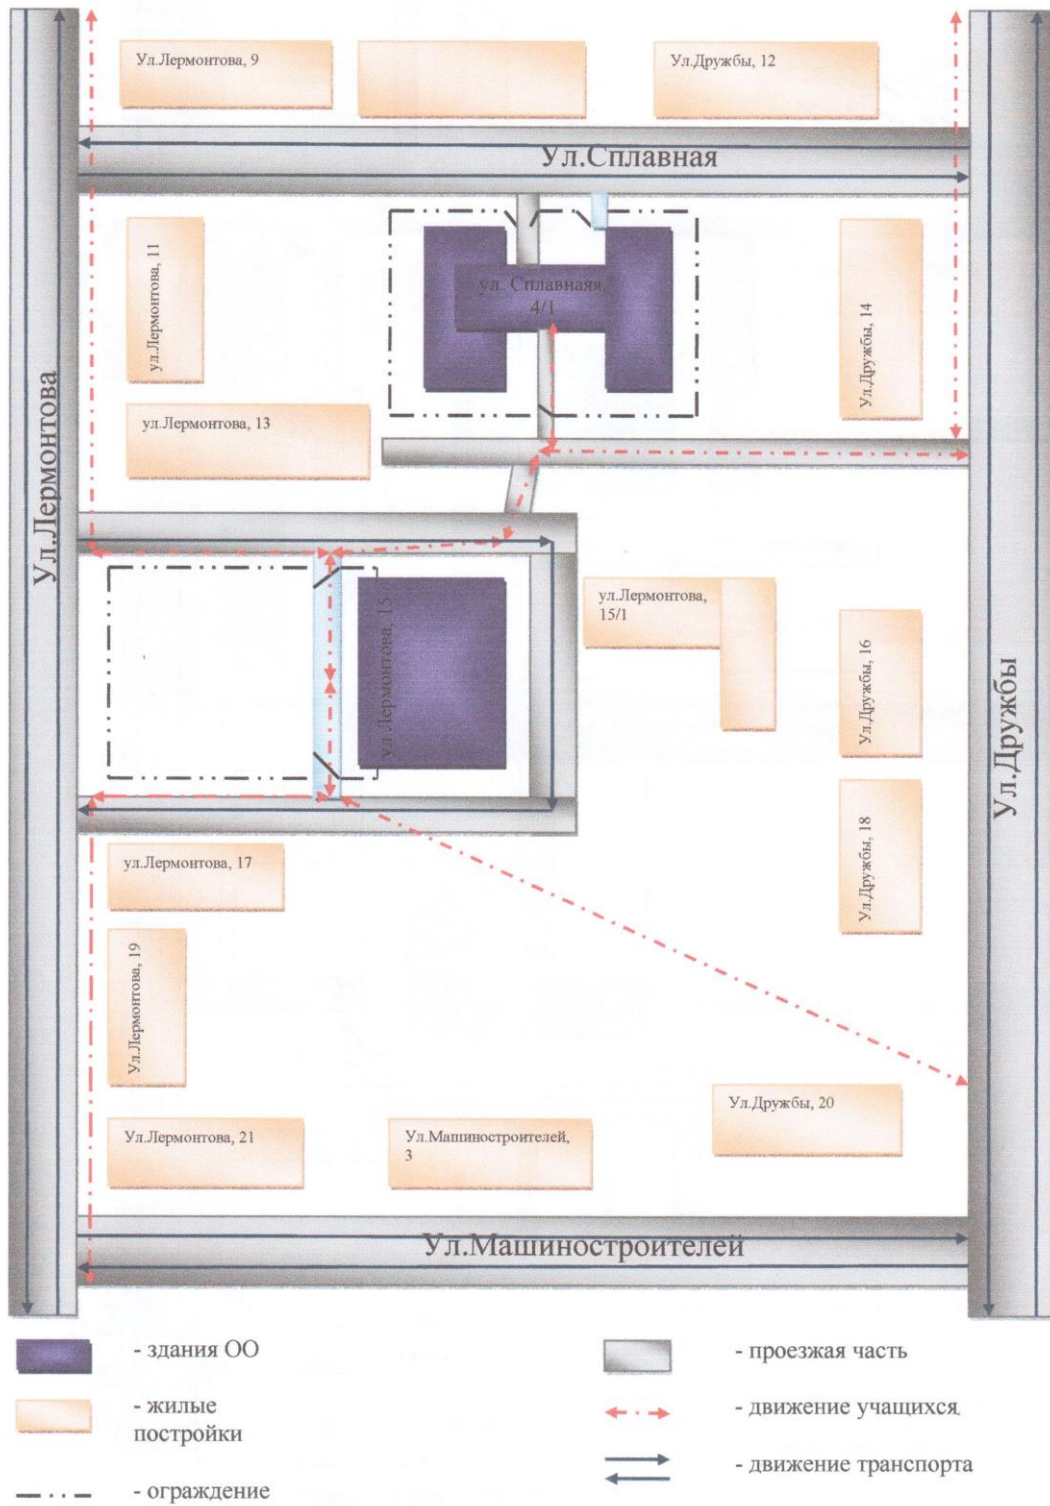 Ул.Лермонтова, 9
Ул.Дружбы, 12
Ул.Сплавная
ул.Лермонтова, 11
ул. Сплавнаяя,
4/1
Ул.Дружбы, 14
Ул.Лермонтова
ул.Лермонтова, 13
ул.Лермонтова, 15
ул.Лермонтова,
15/1
Ул.Дружбы, 16
Ул.Дружбы
Ул.Дружбы, 18
ул.Лермонтова, 17
Ул.Лермонтова, 19
Ул.Дружбы, 20
Ул.Лермонтова, 21
Ул.Машиностроителей,
3
Ул.Машиностроителей
- здания ОО
- проезжая часть
- жилые
постройки
- движение учащихся
- ограждение
- движение транспорта